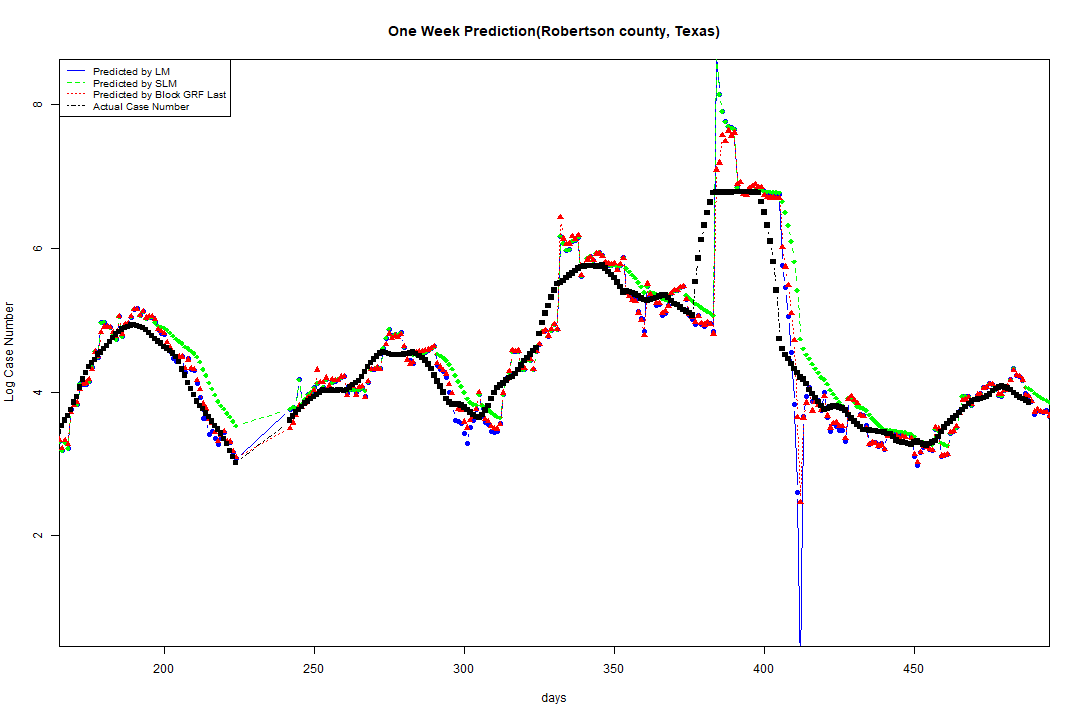 One Week Prediction(Robertson county, Texas)
Predicted by LM
Predicted by SLM
Predicted by Block GRF Last
Actual Case Number
8
6
4
2
Log Case Number
200 250 300 350 400 450
days